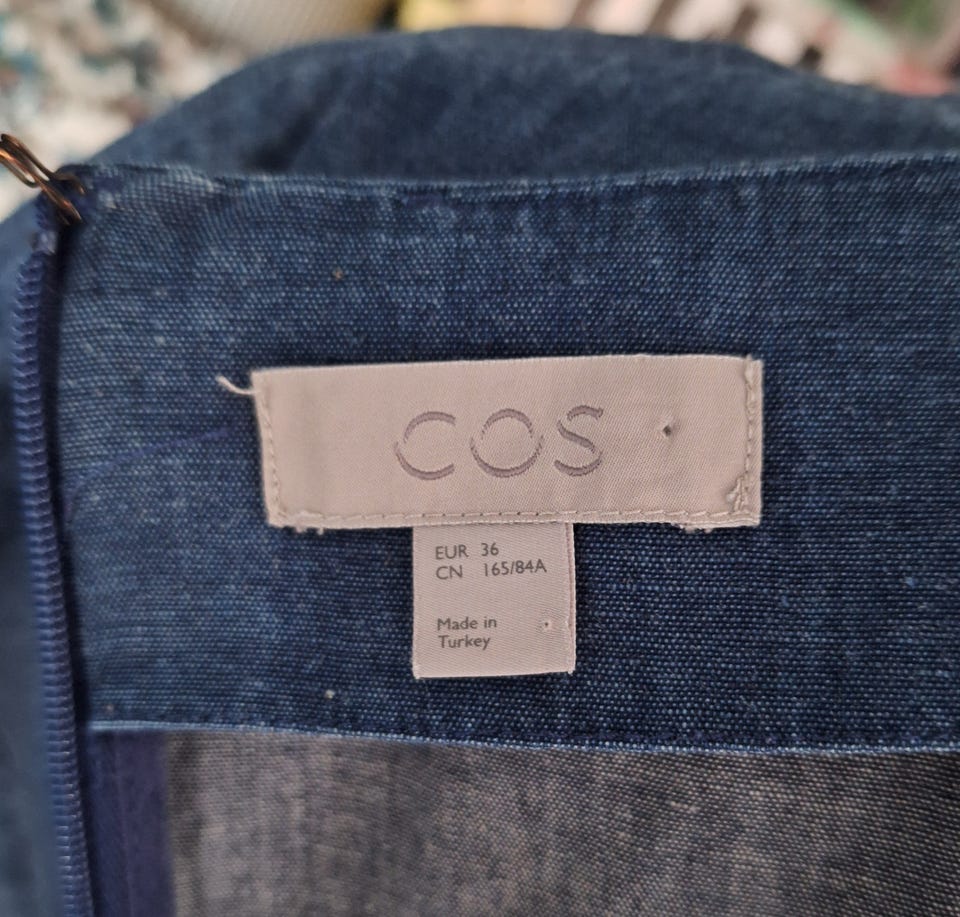 COS
EUR 36
CN 165/84A
Made in
Turkey